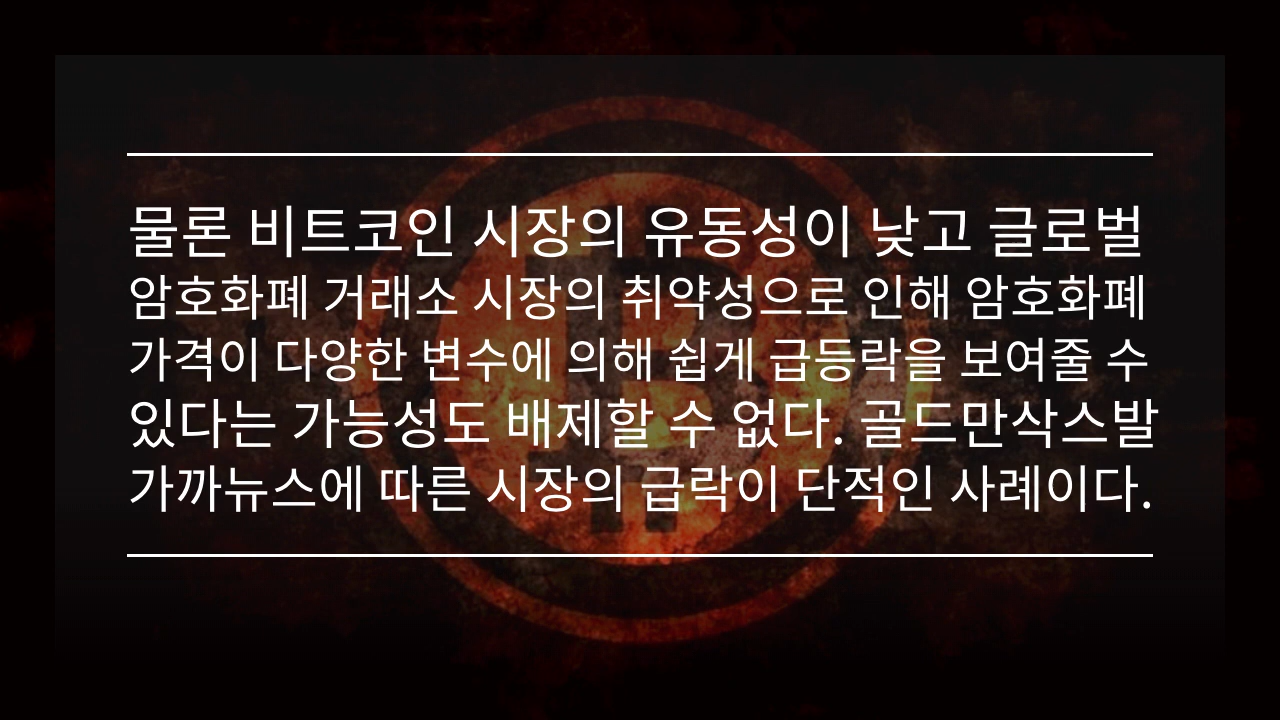 물론 비트코인 시장의 유동성이 낮고 글로벌
암호화폐 거래소 시장의 취약성으로 인해 암호화폐
가격이 다양한 변수에 의해 쉽게 급등락을 보여줄 수
있다는 가능성도 배제할 수 없다. 골드만삭스발
가까뉴스에 따른 시장의 급락이 단적인 사례이다.